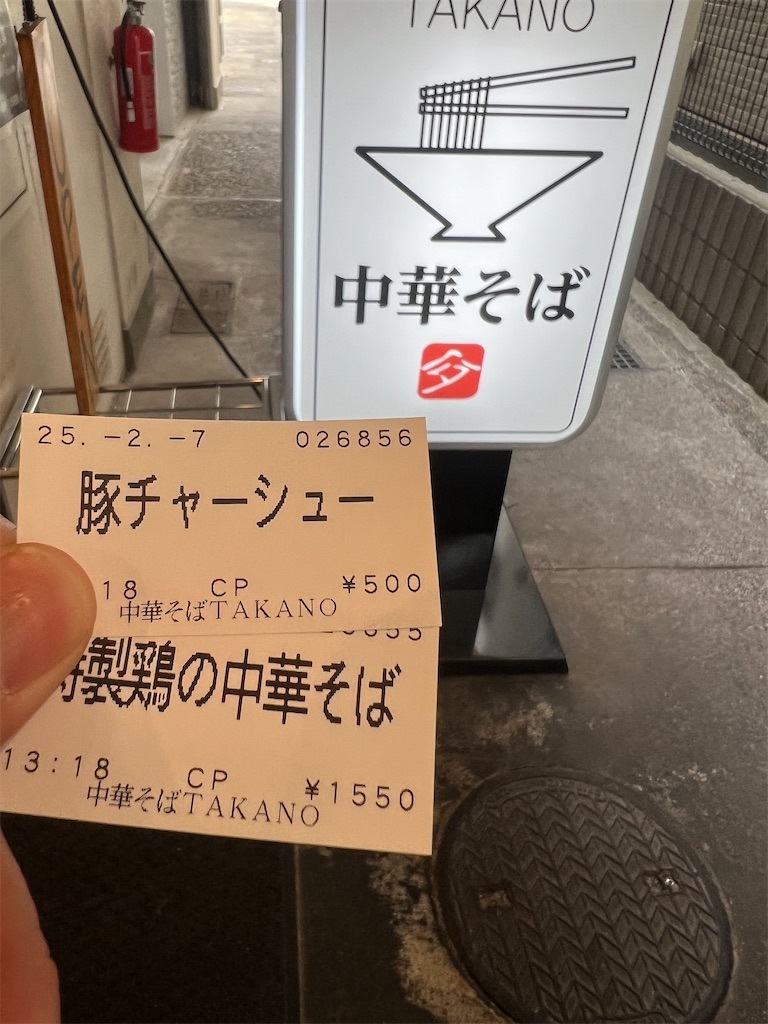 TAKANO
中華そば
25.-2.-7 026856
豚チャーシュー
18 CP ¥500
中華そばTAKANO
製鶏の中華そば
13:18 CP ¥1550
中華そばTAKANO